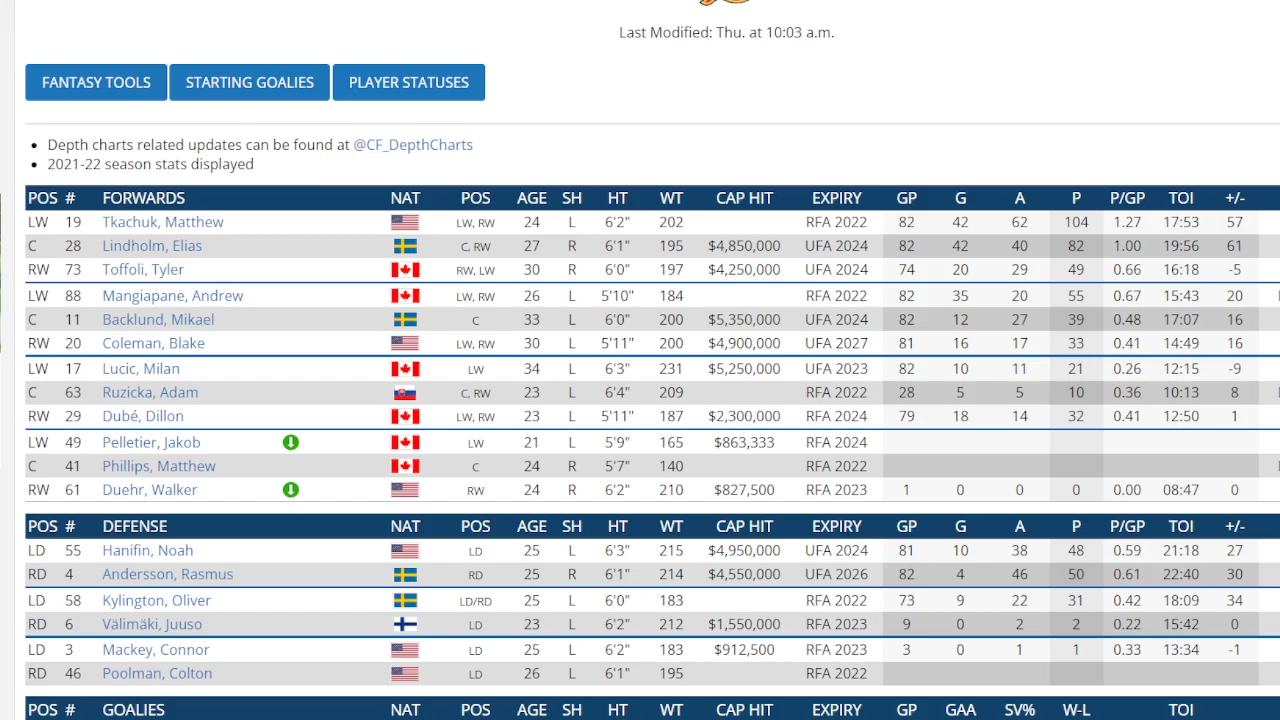 Last Modified: Thu. at 10:03 a.m.
FANTASY TOOLS STARTING GOALIES PLAYER STATUSES
Depth charts related updates can be found at @CF_DepthCharts
2021-22 season stats displayed
POS # FORWARDS NAT POS AGE SH HT WT CAP HIT EXPIRY GP G A P P/GP TOI +/-
LW 19 Tkachuk, Matthew LW, RW 24 L 6'2" 202 RFA 2022 82 42 62 104 1.27 17:53 57
C 28 Lindholm, Elias C, RW 27 R 6'1" 195 $4,850,000 UFA 2024 82 42 40 82 1.00 19:56 61
RW 73 Toffoli, Tyler RW, LW 30 R 6'0" 197 $4,250,000 UFA 2024 74 20 29 49 0.66 16:18 -5
LW 88 Mangiapane, Andrew LW, RW 26 L 5'10" 184 RFA 2022 82 35 20 55 0.67 15:43 20
C 11 Backlund, Mikael C 33 L 6'0" 200 $5,350,000 UFA 2024 82 12 27 39 0.48 17:07 16
RW 20 Coleman, Blake LW, RW 30 L 5'11" 200 $4,900,000 UFA 2027 81 16 17 33 0.41 14:49 16
LW 17 Lucic, Milan LW 34 L 6'3" 231 $5,250,000 UFA 2023 82 10 11 21 0.26 12:15 -9
C 63 Ruzicka, Adam C, RW 23 L 6'4" 209 RFA 2022 28 5 5 10 0.36 10:13 8
RW 29 Dubé, Dillon LW, RW 23 L 5'11" 187 $2,300,000 RFA 2024 79 18 14 32 0.41 12:50 1
LW 49 Pelletier, Jakob LW 21 L 5'9" 165 $863,333 RFA 2024
C 41 Phillips, Matthew C 24 R 5'7" 140 RFA 2022
RW 61 Duehr, Walker RW 24 R 6'2" 210 $827,500 RFA 2023 1 0 0 0 0.00 08:47 0
POS # DEFENSE NAT POS AGE SH HT WT CAP HIT EXPIRY GP G A P P/GP TOI +/-
LD 55 Hanifin, Noah LD 25 L 6'3" 215 $4,950,000 UFA 2024 81 10 38 48 0.59 21:18 27
RD 4 Andersson, Rasmus RD 25 R 6'1" 214 $4,550,000 UFA 2026 82 4 46 50 0.61 22:40 30
LD 58 Kylington, Oliver LD/RD 25 L 6'0" 183 RFA 2022 73 9 22 31 0.42 18:09 34
RD 6 Välimäki, Juuso LD 23 L 6'2" 212 $1,550,000 RFA 2023 9 0 2 2 0.22 15:42 0
LD 3 Mackey, Connor LD 25 L 6'2" 183 $912,500 RFA 2023 3 0 1 1 0.33 13:34 -1
RD 46 Poolman, Colton LD 26 L 6'1" 195 RFA 2022
POS # GOALIES NAT POS AGE SH HT WT CAP HIT EXPIRY GP GAA SV% W-L TOI